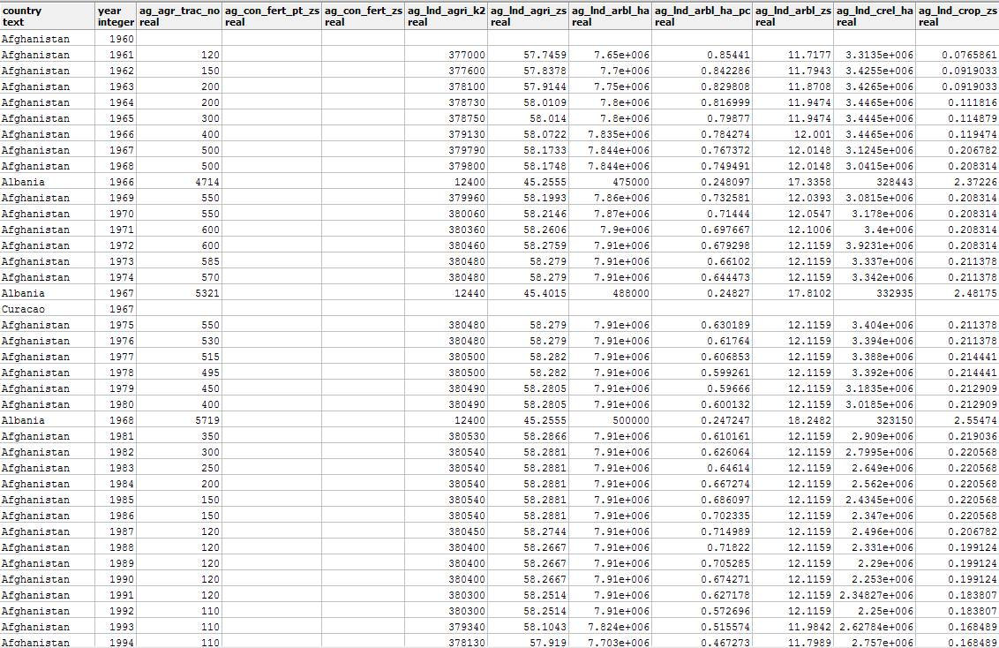 country year ag_agr_trac_no ag_con_fert_pt_zs ag_con_fert_zs ag_lnd_agri_k2 ag_lnd_agri_zs ag_lnd_arbl_ha ag_lnd_arbl_ha_pc ag_lnd_arbl_zs ag_lnd_crel_ha ag_lnd_crop_zs
text integer real real real real real real real real real real
Afghanistan 1960
Afghanistan 1961 120 377000 57.7459 7.65e+006 0.85441 11.7177 3.3135e+006 0.0765861
Afghanistan 1962 150 377600 57.8378 7.7e+006 0.842286 11.7943 3.4255e+006 0.0919033
Afghanistan 1963 200 378100 57.9144 7.75e+006 0.829808 11.8708 3.4265e+006 0.0919033
Afghanistan 1964 200 378730 58.0109 7.8e+006 0.816999 11.9474 3.4465e+006 0.111816
Afghanistan 1965 300 378750 58.014 7.8e+006 0.79877 11.9474 3.4445e+006 0.114879
Afghanistan 1966 400 379130 58.0722 7.835e+006 0.784274 12.001 3.4465e+006 0.119474
Afghanistan 1967 500 379790 58.1733 7.844e+006 0.767372 12.0148 3.1245e+006 0.206782
Afghanistan 1968 500 379800 58.1748 7.844e+006 0.749491 12.0148 3.0415e+006 0.208314
Albania 1966 4714 12400 45.2555 475000 0.248097 17.3358 328443 2.37226
Afghanistan 1969 550 379960 58.1993 7.86e+006 0.732581 12.0393 3.0815e+006 0.208314
Afghanistan 1970 550 380060 58.2146 7.87e+006 0.71444 12.0547 3.178e+006 0.208314
Afghanistan 1971 600 380360 58.2606 7.9e+006 0.697667 12.1006 3.4e+006 0.208314
Afghanistan 1972 600 380460 58.2759 7.91e+006 0.679298 12.1159 3.9231e+006 0.208314
Afghanistan 1973 585 380480 58.279 7.91e+006 0.66102 12.1159 3.337e+006 0.211378
Afghanistan 1974 570 380480 58.279 7.91e+006 0.644473 12.1159 3.342e+006 0.211378
Albania 1967 5321 12440 45.4015 488000 0.24827 17.8102 332935 2.48175
Curacao 1967
Afghanistan 1975 550 380480 58.279 7.91e+006 0.630189 12.1159 3.404e+006 0.211378
Afghanistan 1976 530 380480 58.279 7.91e+006 0.61764 12.1159 3.394e+006 0.211378
Afghanistan 1977 515 380500 58.282 7.91e+006 0.606853 12.1159 3.388e+006 0.214441
Afghanistan 1978 495 380500 58.282 7.91e+006 0.599261 12.1159 3.392e+006 0.214441
Afghanistan 1979 450 380490 58.2805 7.91e+006 0.59666 12.1159 3.1835e+006 0.212909
Afghanistan 1980 400 380490 58.2805 7.91e+006 0.600132 12.1159 3.0185e+006 0.212909
Albania 1968 5719 12400 45.2555 500000 0.247247 18.2482 323150 2.55474
Afghanistan 1981 350 380530 58.2866 7.91e+006 0.610161 12.1159 2.909e+006 0.219036
Afghanistan 1982 300 380540 58.2881 7.91e+006 0.626064 12.1159 2.7995e+006 0.220568
Afghanistan 1983 250 380540 58.2881 7.91e+006 0.64614 12.1159 2.649e+006 0.220568
Afghanistan 1984 200 380540 58.2881 7.91e+006 0.667274 12.1159 2.562e+006 0.220568
Afghanistan 1985 150 380540 58.2881 7.91e+006 0.686097 12.1159 2.4345e+006 0.220568
Afghanistan 1986 150 380540 58.2881 7.91e+006 0.702335 12.1159 2.347e+006 0.220568
Afghanistan 1987 120 380450 58.2744 7.91e+006 0.714989 12.1159 2.496e+006 0.206782
Afghanistan 1988 120 380400 58.2667 7.91e+006 0.71822 12.1159 2.331e+006 0.199124
Afghanistan 1989 120 380400 58.2667 7.91e+006 0.705285 12.1159 2.29e+006 0.199124
Afghanistan 1990 120 380400 58.2667 7.91e+006 0.674271 12.1159 2.253e+006 0.199124
Afghanistan 1991 120 380300 58.2514 7.91e+006 0.627178 12.1159 2.34827e+006 0.183807
Afghanistan 1992 110 380300 58.2514 7.91e+006 0.572696 12.1159 2.25e+006 0.183807
Afghanistan 1993 110 379340 58.1043 7.824e+006 0.515574 11.9842 2.62784e+006 0.168489
Afghanistan 1994 110 378130 57.919 7.703e+006 0.467273 11.7989 2.757e+006 0.168489